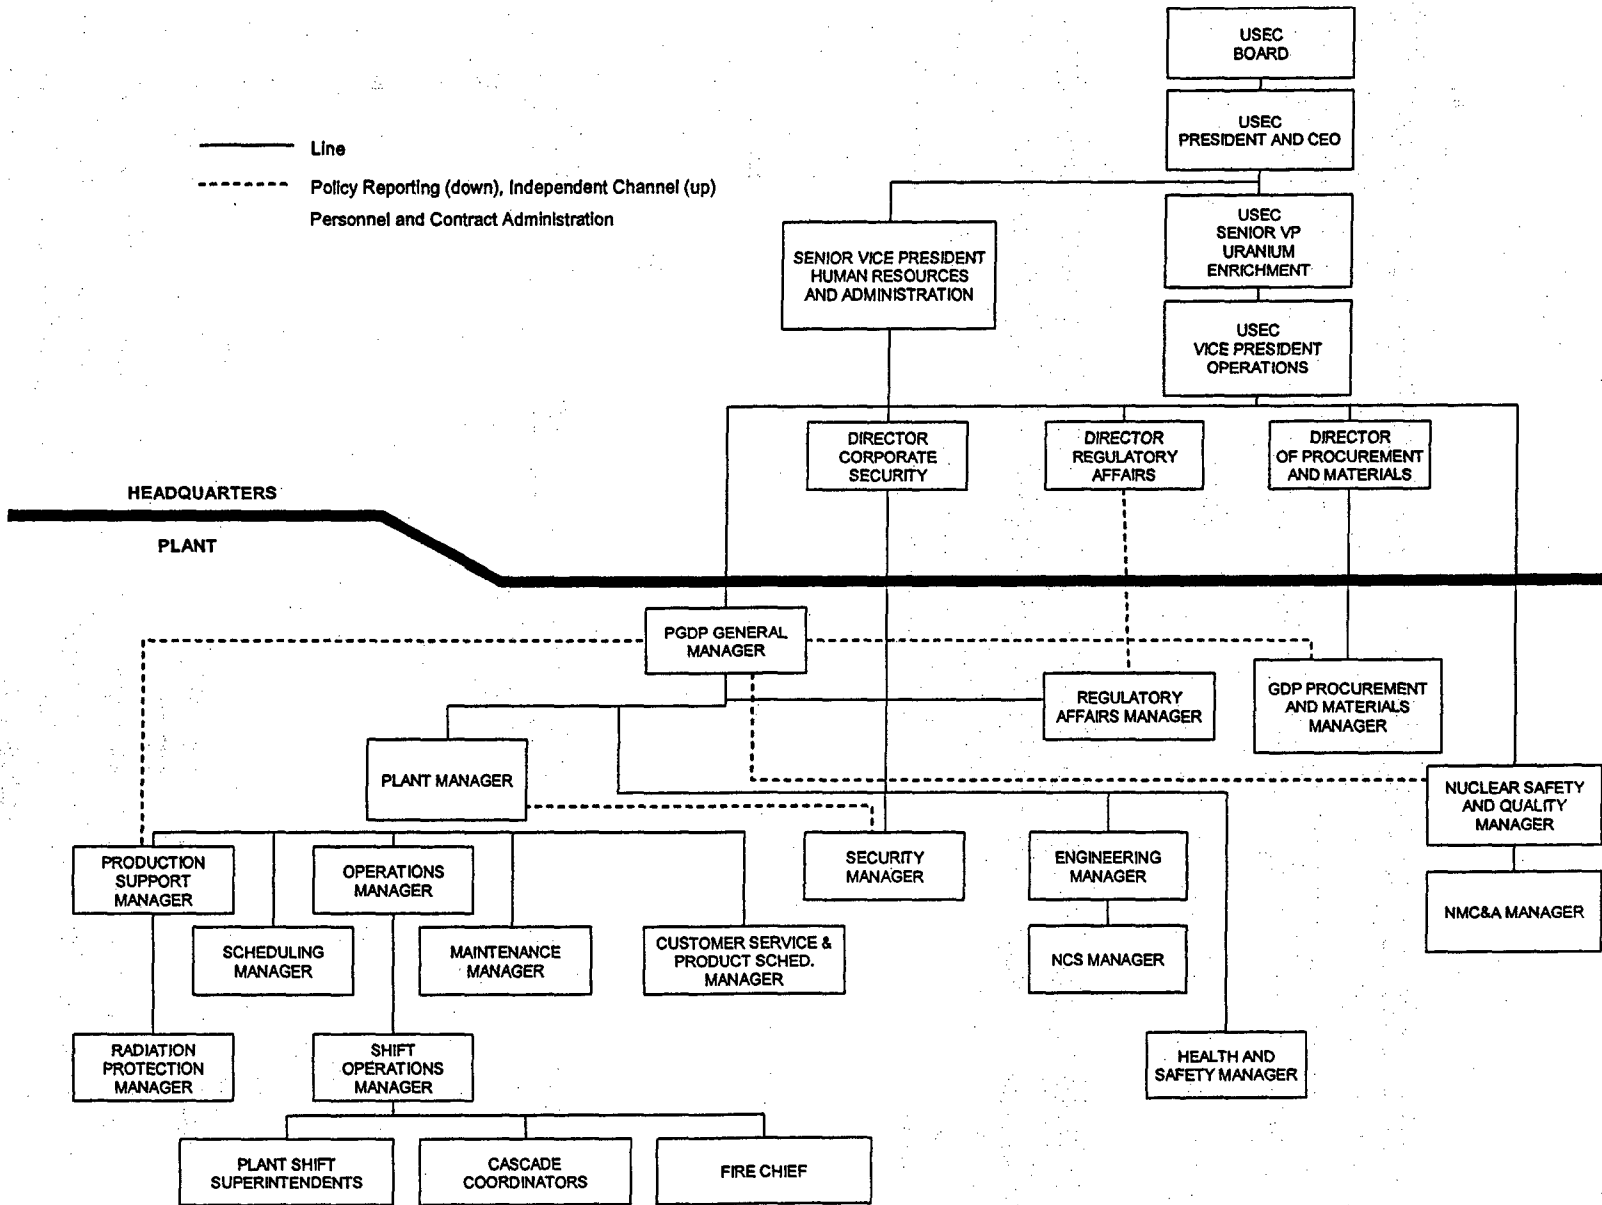 USEC
BOARD
USEC
PRESIDENT AND CEO
Line
Policy Reporting (down), Independent Channel (up)
Personnel and Contract Administration
SENIOR VICE PRESIDENT
HUMAN RESOURCES
AND ADMINISTRATION
USEC
SENIOR VP
URANIUM
ENRICHMENT
USEC
VICE PRESIDENT
OPERATIONS
DIRECTOR
CORPORATE
SECURITY
DIRECTOR
REGULATORY
AFFAIRS
DIRECTOR
OF PROCUREMENT
AND MATERIALS
HEADQUARTERS
PLANT
PGDP GENERAL
MANAGER
REGULATORY
AFFAIRS MANAGER
GDP PROCUREMENT
AND MATERIALS
MANAGER
PLANT MANAGER
NUCLEAR SAFETY
AND QUALITY
MANAGER
PRODUCTION
SUPPORT
MANAGER
OPERATIONS
MANAGER
SECURITY
MANAGER
ENGINEERING
MANAGER
NMC&A MANAGER
SCHEDULING
MANAGER
MAINTENANCE
MANAGER
CUSTOMER SERVICE &
PRODUCT SCHED.
MANAGER
NCS MANAGER
RADIATION
PROTECTION
MANAGER
SHIFT
OPERATIONS
MANAGER
HEALTH AND
SAFETY MANAGER
PLANT SHIFT
SUPERINTENDENTS
CASCADE
COORDINATORS
FIRE CHIEF